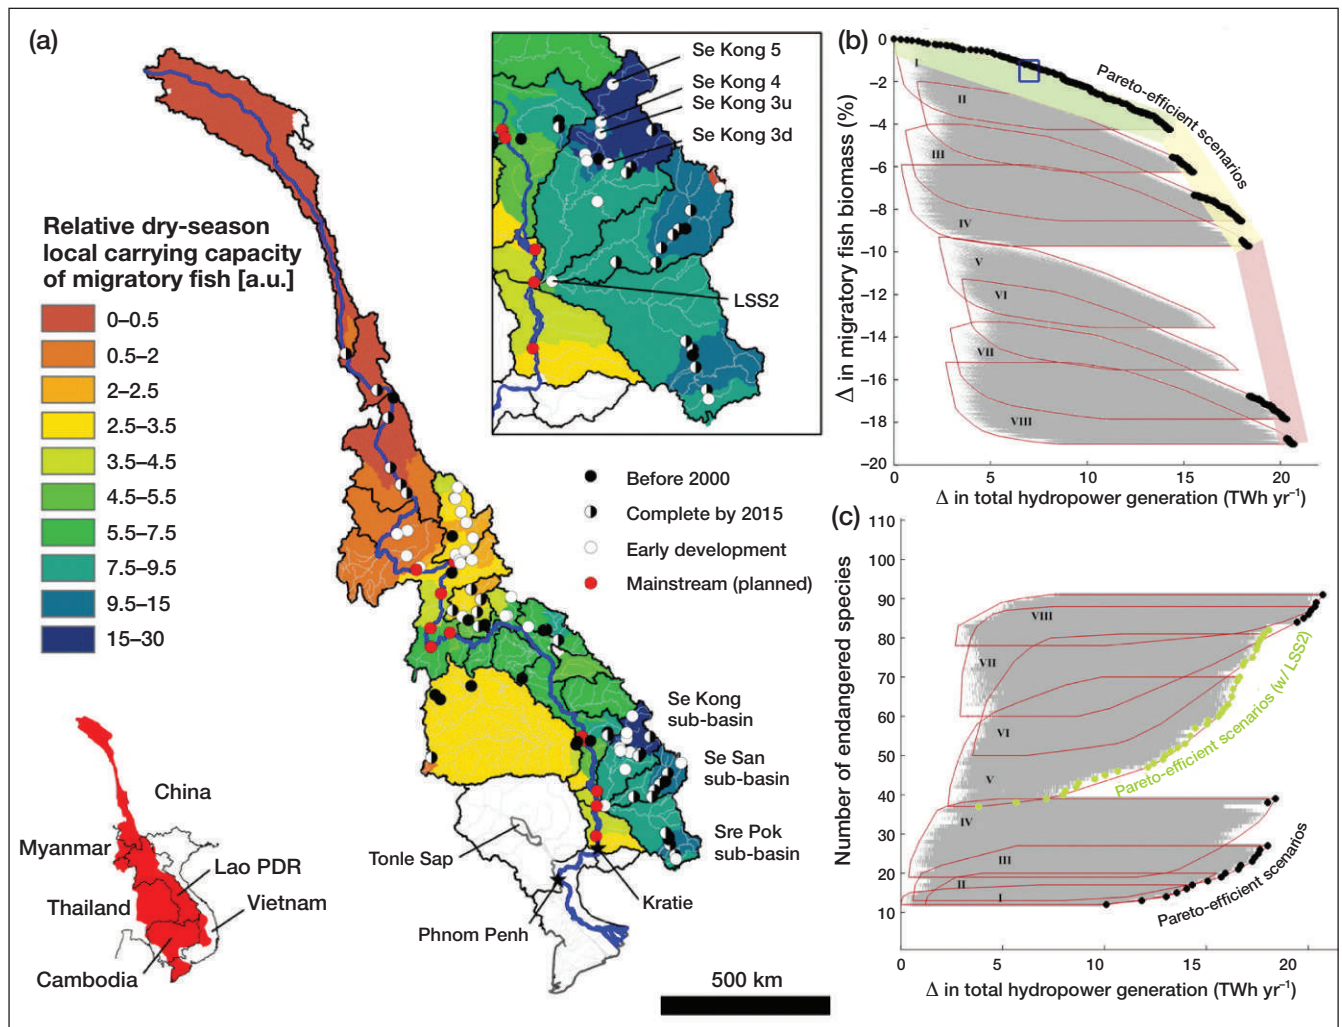 (a)
Se Kong 5
Se Kong 4
Se Kong 3u
Se Kong 3d
LSS2
Relative dry-season
local carrying capacity
of migratory fish [a.u.]
0–0.5
0.5–2
2–2.5
2.5–3.5
3.5–4.5
4.5–5.5
5.5–7.5
7.5–9.5
9.5–15
15–30
Before 2000
Complete by 2015
Early development
Mainstream (planned)
Se Kong
sub-basin
Se San
sub-basin
Sre Pok
sub-basin
Tonle Sap
Kratie
Phnom Penh
500 km
China
Myanmar
Lao PDR
Thailand
Vietnam
Cambodia
(b)
Δ in migratory fish biomass (%)
0
–2
–4
–6
–8
–10
–12
–14
–16
–18
–20
I
II
III
IV
V
VI
VII
VIII
Pareto-efficient scenarios
0
5
10
15
20
Δ in total hydropower generation (TWh yr⁻¹)
(c)
Number of endangered species
110
100
90
80
70
60
50
40
30
20
10
VIII
VII
VI
V
IV
III
II
I
Pareto-efficient scenarios (w/ LSS2)
Pareto-efficient scenarios
0
5
10
15
20
Δ in total hydropower generation (TWh yr⁻¹)